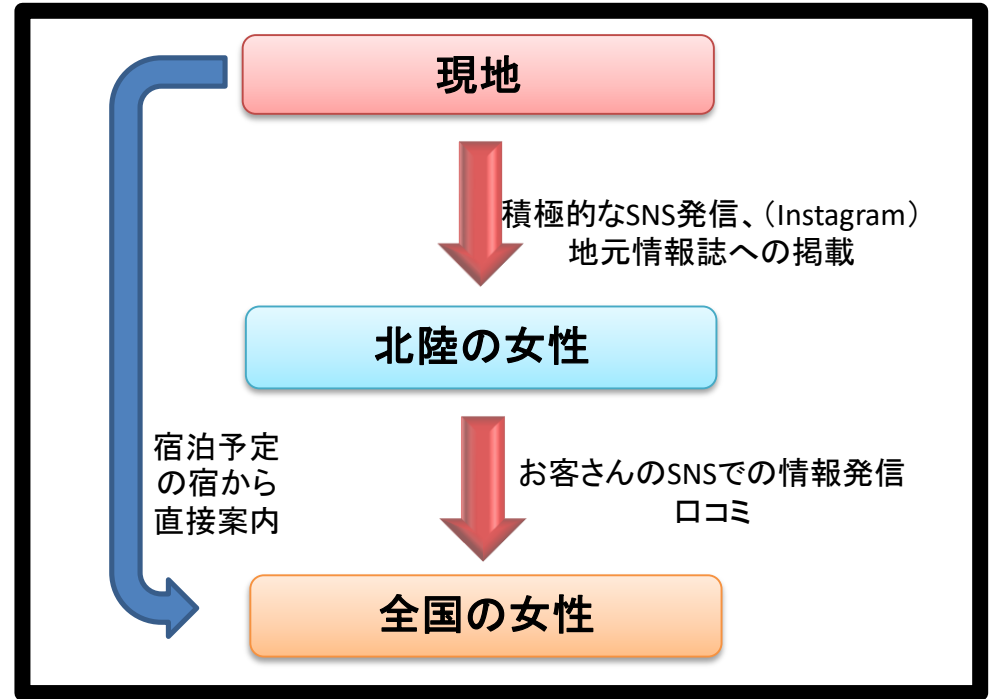 現地
積極的なSNS発信、（Instagram）
地元情報誌への掲載
北陸の女性
宿泊予定
の宿から
直接案内
お客さんのSNSでの情報発信
口コミ
全国の女性